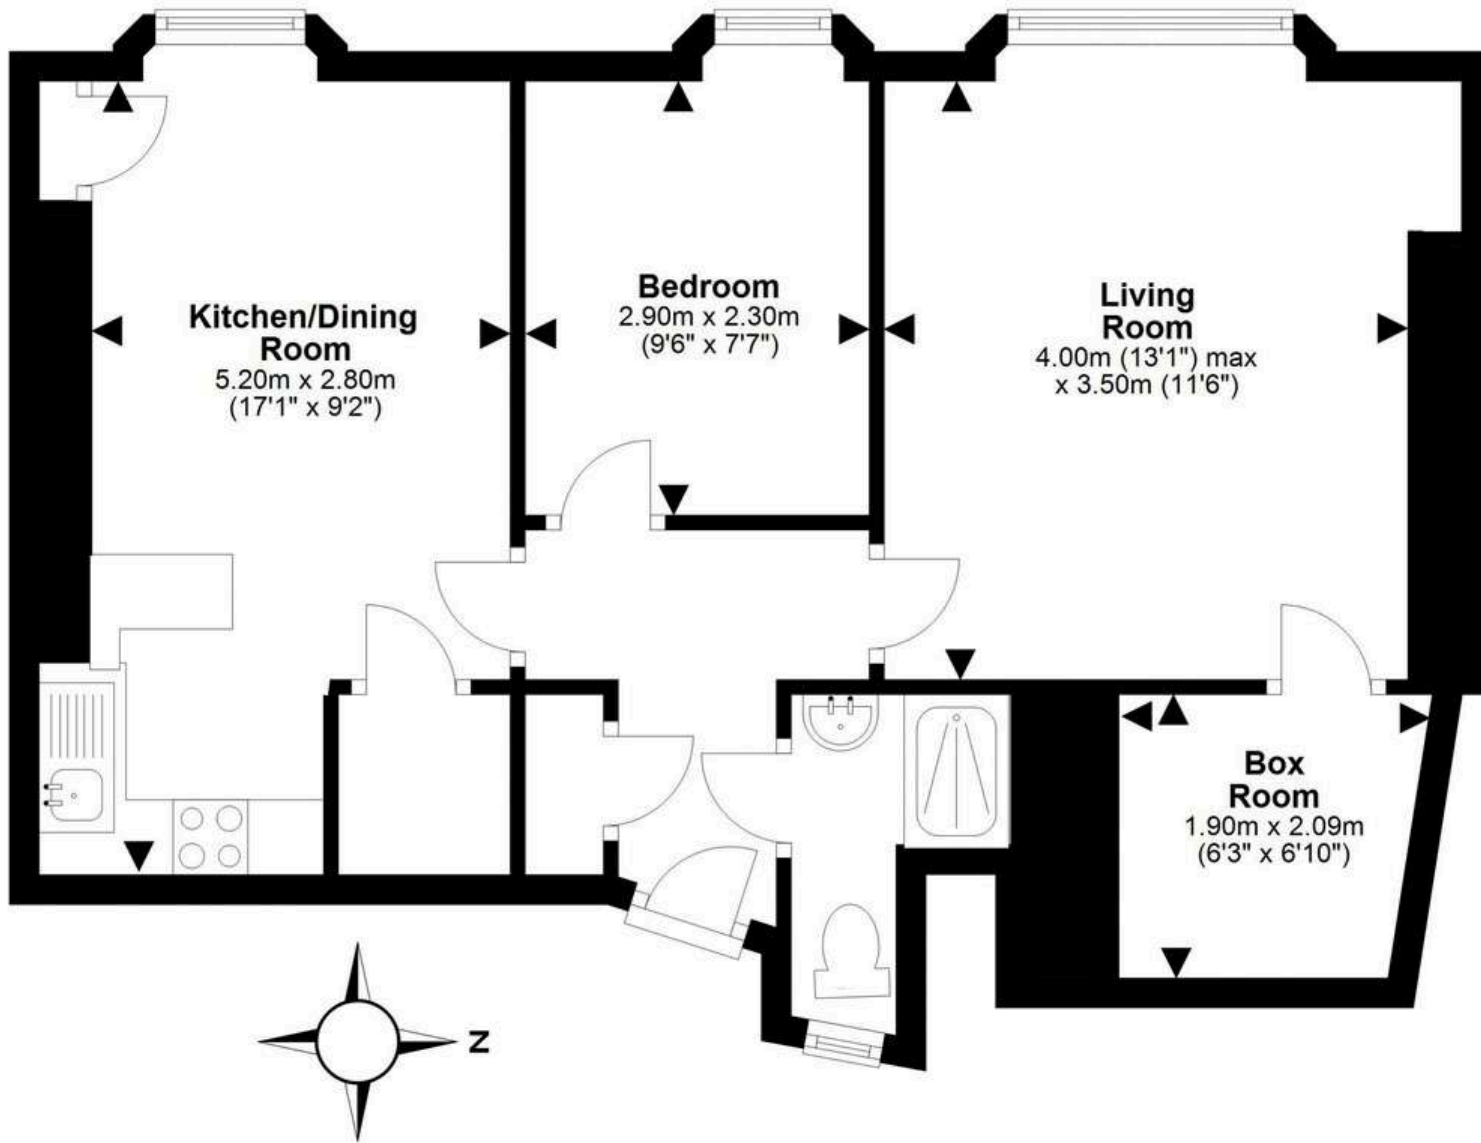 Kitchen/Dining
Room
5.20m x 2.80m
(17'1" x 9'2")
Bedroom
2.90m x 2.30m
(9'6" x 7'7")
Living
Room
4.00m (13'1") max
x 3.50m (11'6")
Box
Room
1.90m x 2.09m
(6'3" x 6'10")
N